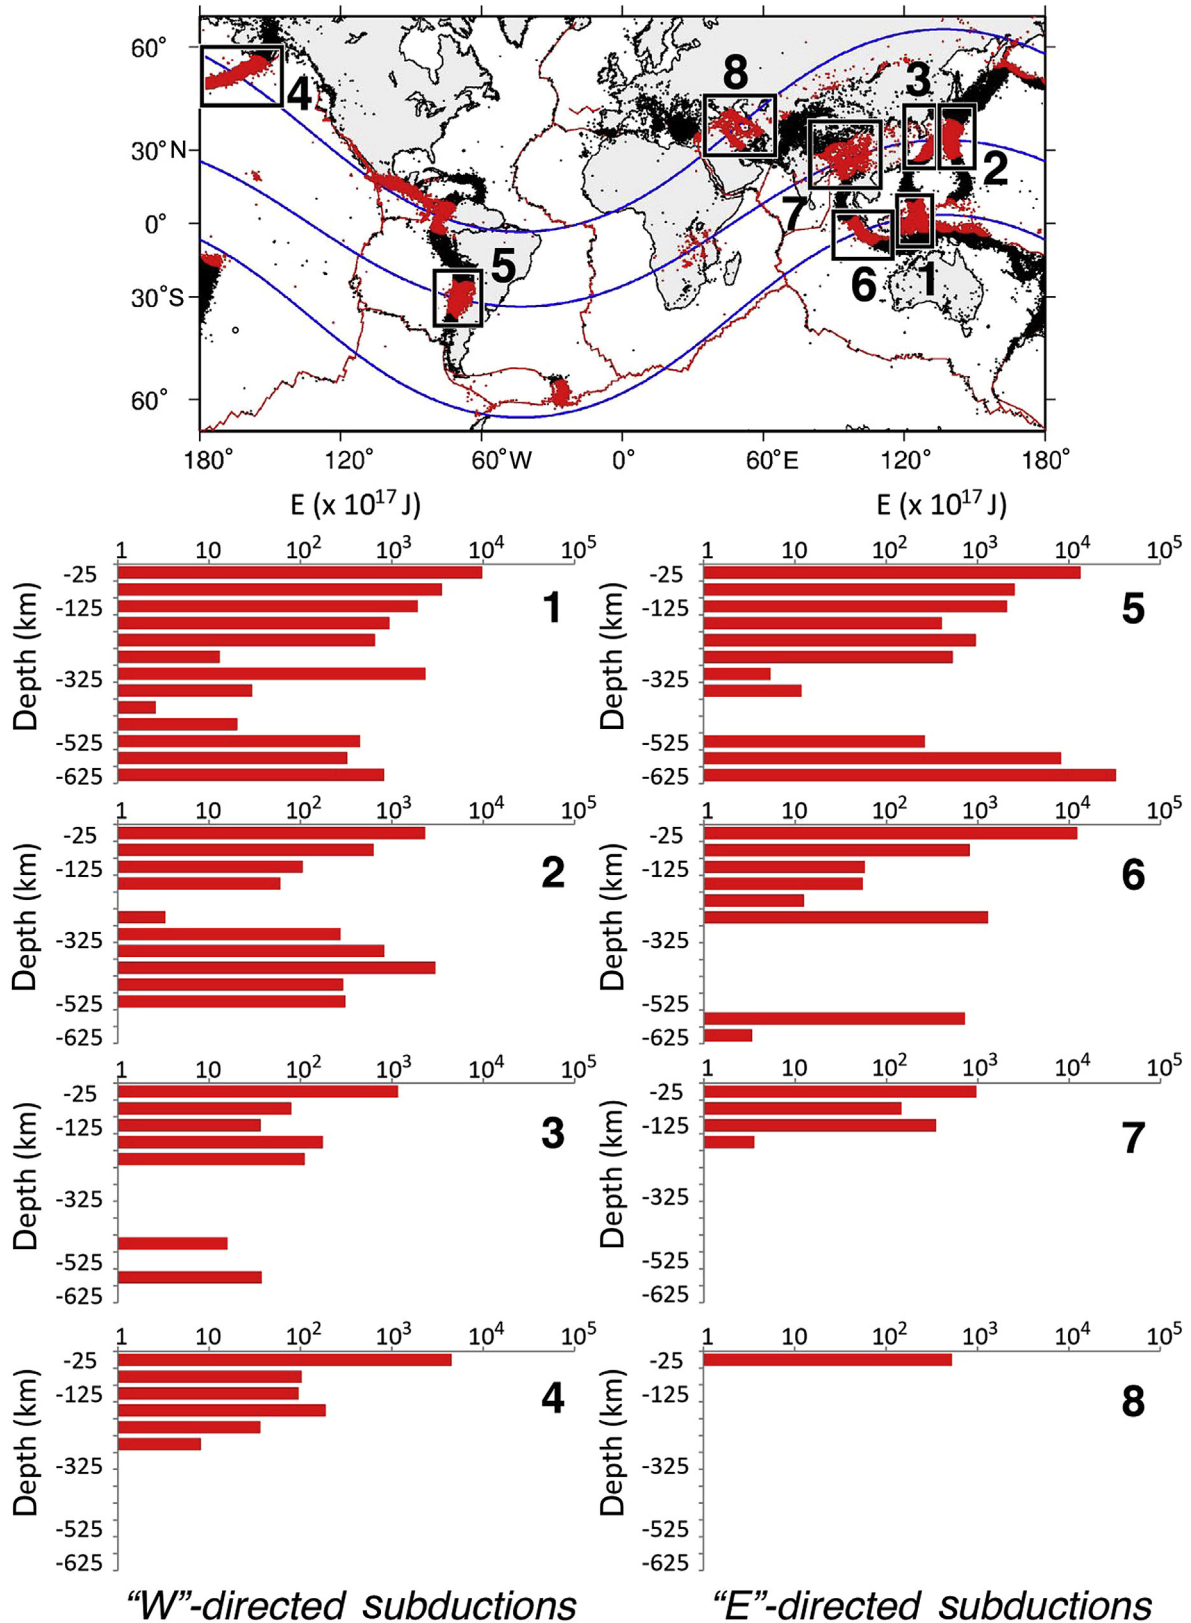 60°
30°N
0°
30°S
60°
8
3
4
2
7
5
6
1
180° 120° 60°W 0° 60°E 120° 180°
E (x 10¹⁷ J)
E (x 10¹⁷ J)
1 10 10² 10³ 10⁴ 10⁵
-25
-125
-325
-525
-625
Depth (km)
1
1 10 10² 10³ 10⁴ 10⁵
-25
-125
-325
-525
-625
Depth (km)
5
1 10 10² 10³ 10⁴ 10⁵
-25
-125
-325
-525
-625
Depth (km)
2
1 10 10² 10³ 10⁴ 10⁵
-25
-125
-325
-525
-625
Depth (km)
6
1 10 10² 10³ 10⁴ 10⁵
-25
-125
-325
-525
-625
Depth (km)
3
1 10 10² 10³ 10⁴ 10⁵
-25
-125
-325
-525
-625
Depth (km)
7
1 10 10² 10³ 10⁴ 10⁵
-25
-125
-325
-525
-625
Depth (km)
4
1 10 10² 10³ 10⁴ 10⁵
-25
-125
-325
-525
-625
Depth (km)
8
“W”-directed subductions
“E”-directed subductions